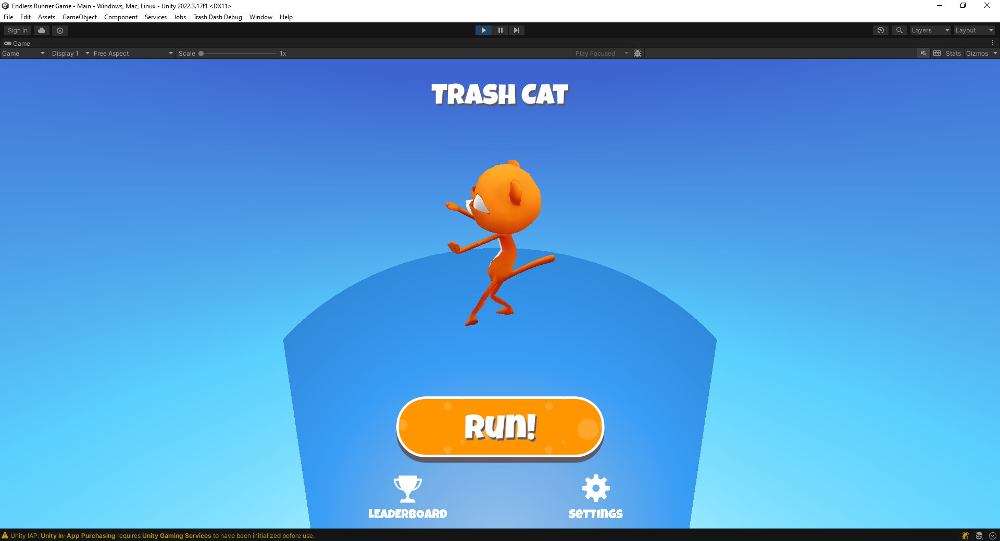 Endless Runner Game - Main - Windows, Mac, Linux - Unity 2022.3.17f1 <DX11>
File Edit Assets GameObject Component Services Jobs Trash Dash Debug Window Help
Sign in Layers Layout
Game
Game Display 1 Free Aspect Scale 1x Play Focused Stats Gizmos
TRASH CAT
Run!
LEADERBOARD
SETTINGS
Unity IAP: Unity In-App Purchasing requires Unity Gaming Services to have been initialized before use.